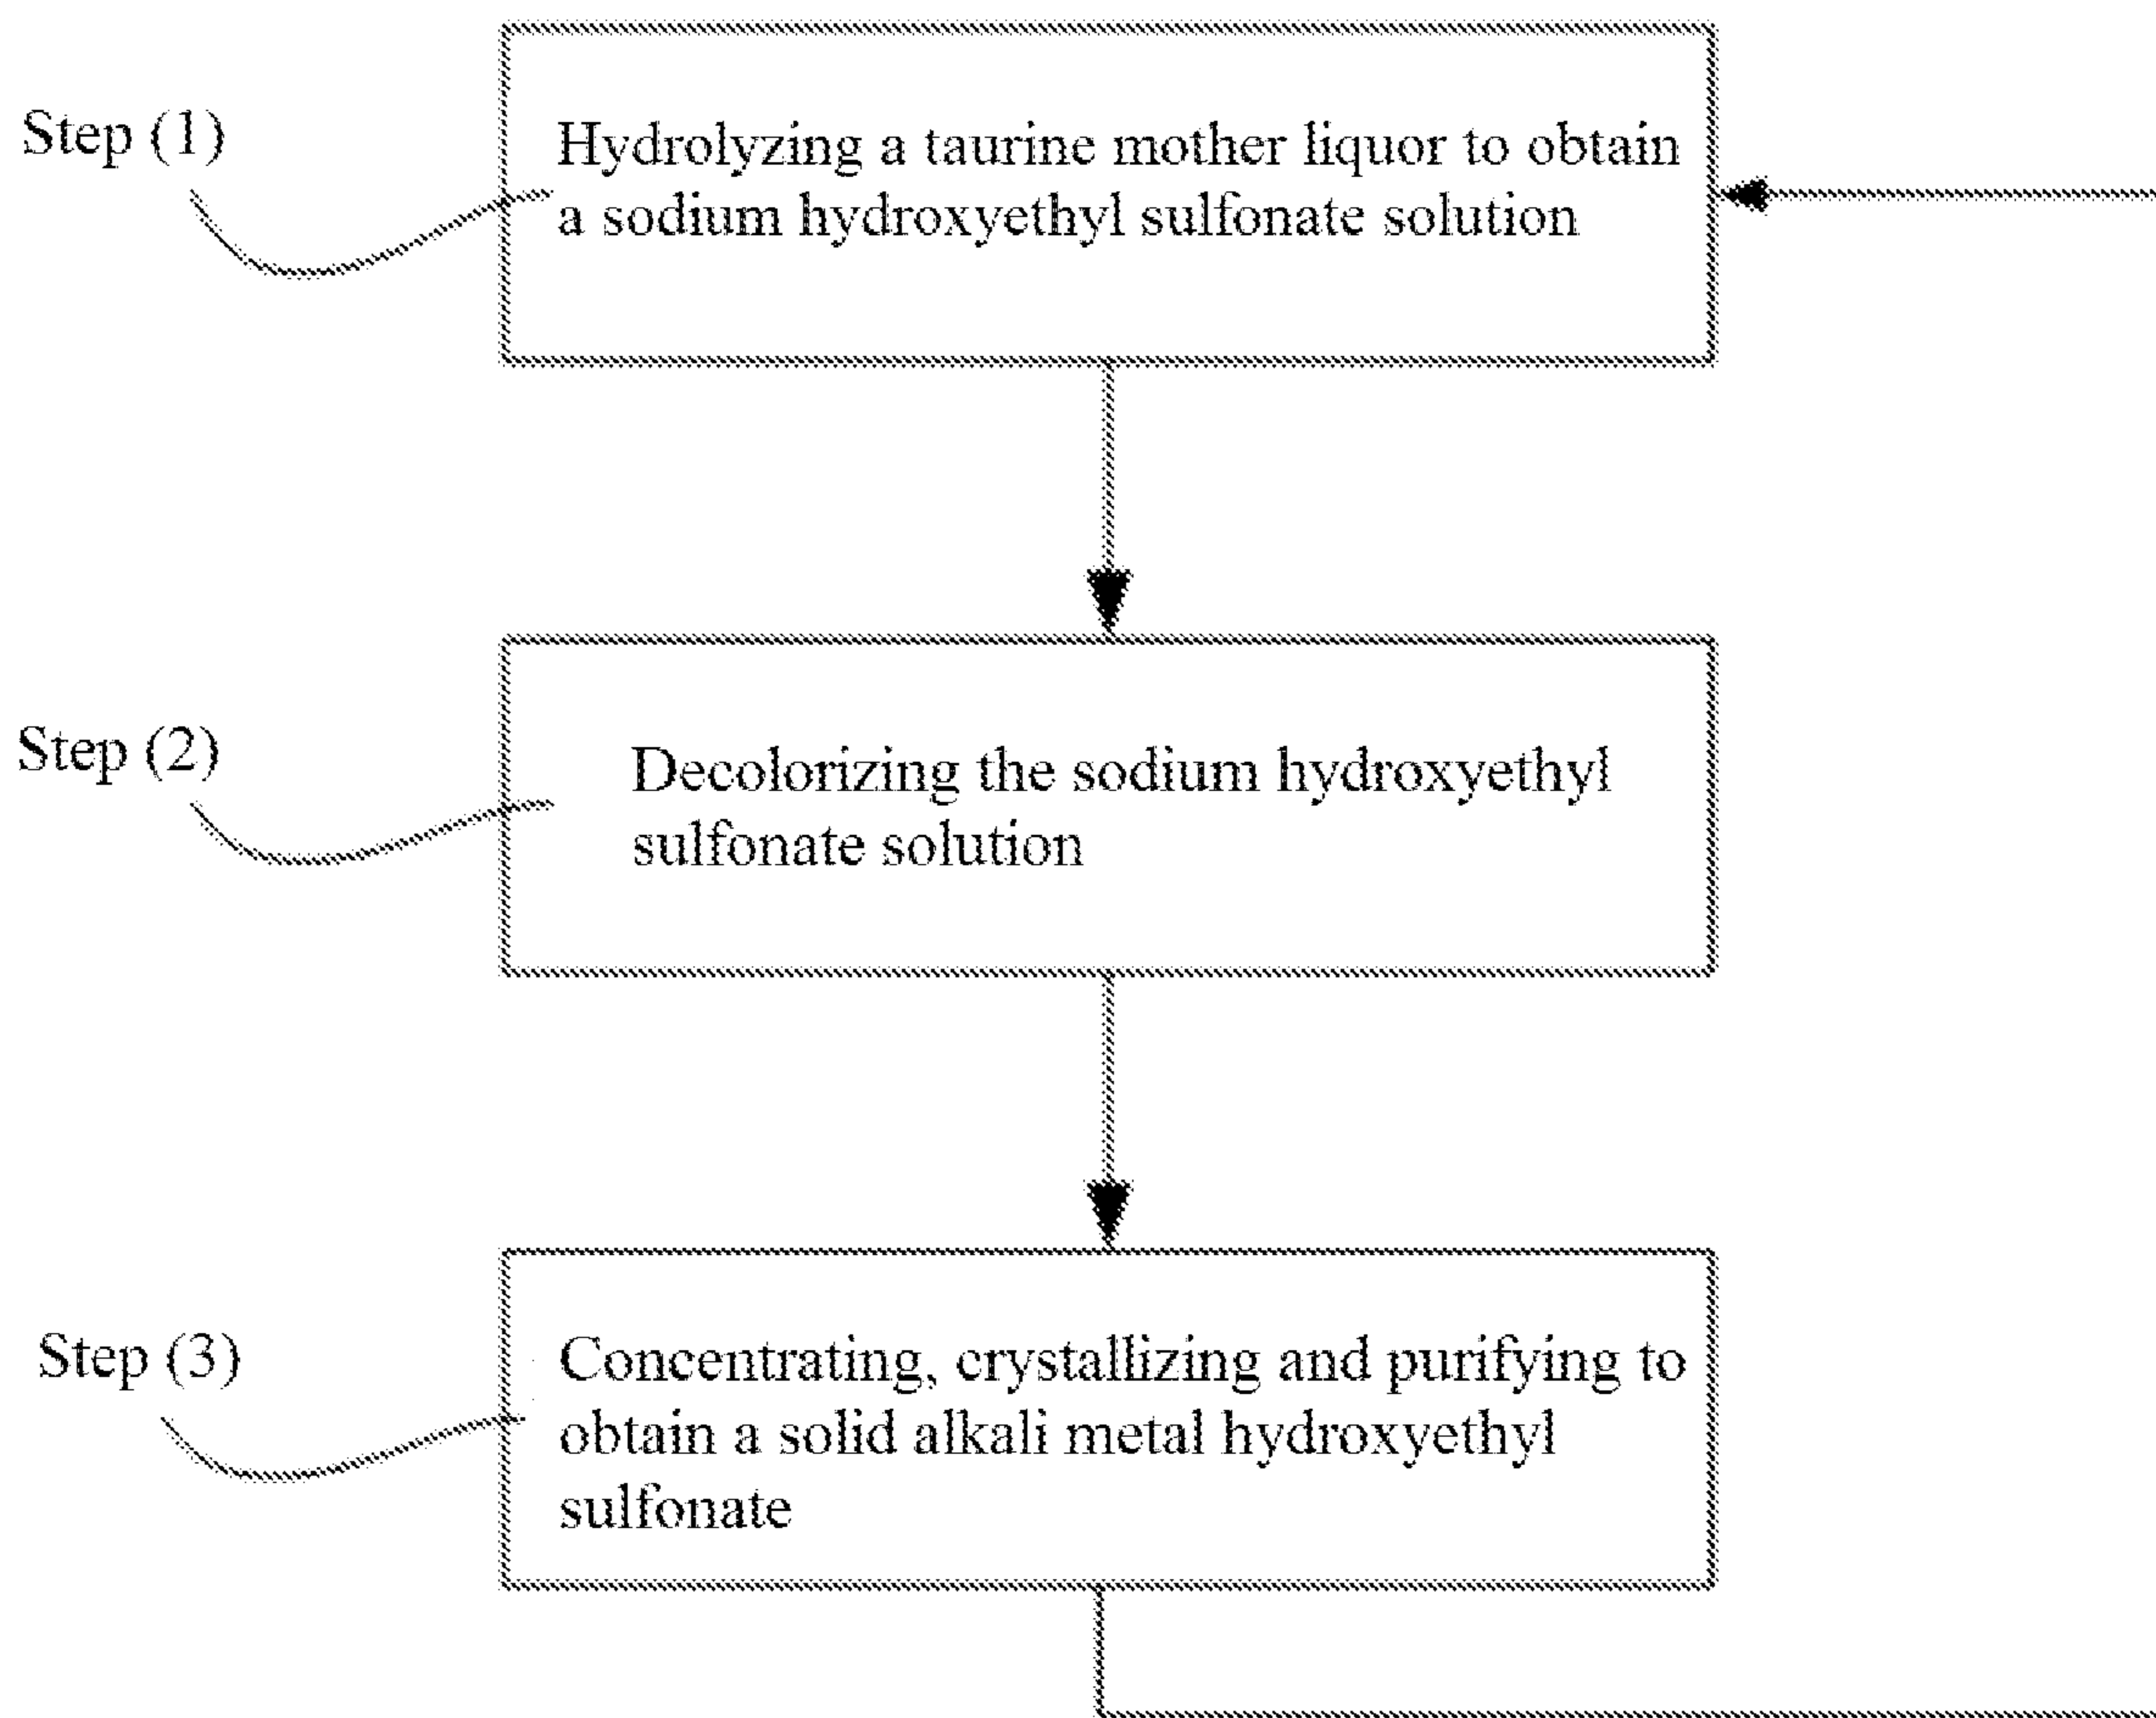 Step (1)
Hydrolyzing a taurine mother liquor to obtain
a sodium hydroxyethyl sulfonate solution
Step (2)
Decolorizing the sodium hydroxyethyl
sulfonate solution
Step (3)
Concentrating, crystallizing and purifying to
obtain a solid alkali metal hydroxyethyl
sulfonate